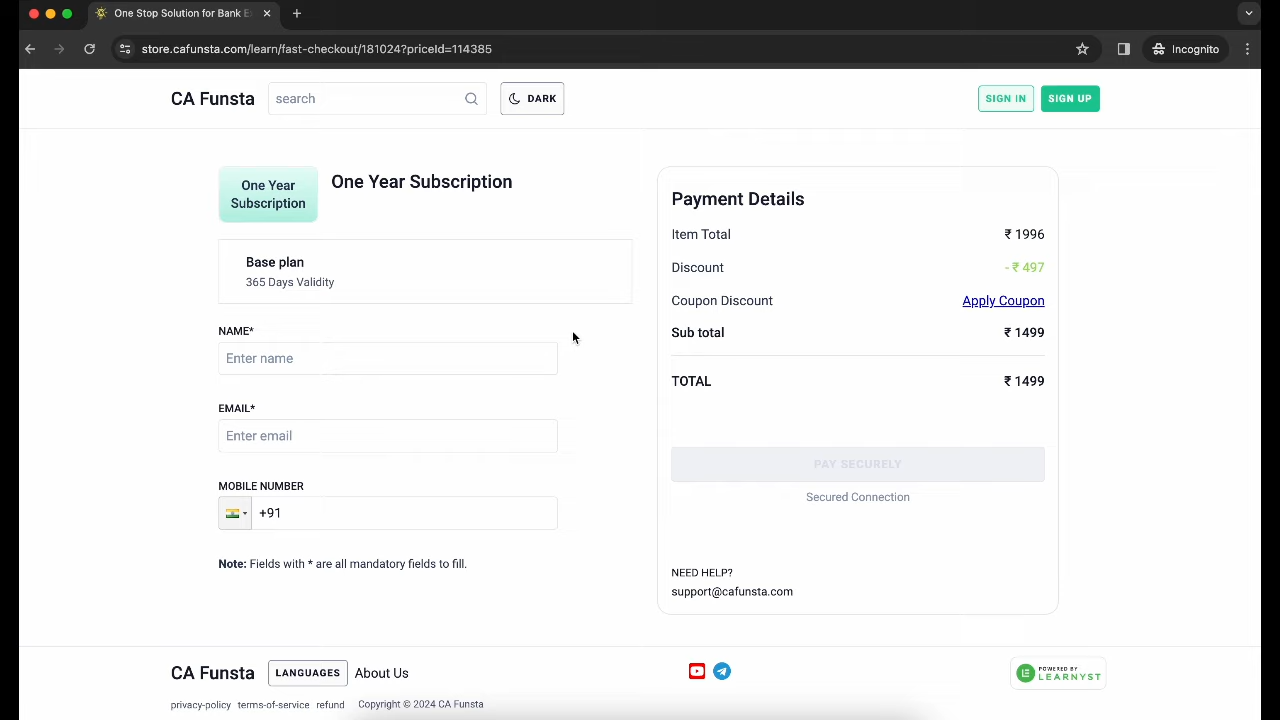 One Stop Solution for Bank E
store.cafunsta.com/learn/fast-checkout/181024?priceId=114385
Incognito
CA Funsta
search
DARK
SIGN IN
SIGN UP
One Year
Subscription
One Year Subscription
Base plan
365 Days Validity
NAME*
Enter name
EMAIL*
Enter email
MOBILE NUMBER
+91
Note: Fields with * are all mandatory fields to fill.
Payment Details
Item Total ₹ 1996
Discount - ₹ 497
Coupon Discount Apply Coupon
Sub total ₹ 1499
TOTAL ₹ 1499
PAY SECURELY
Secured Connection
NEED HELP?
support@cafunsta.com
CA Funsta
LANGUAGES
About Us
POWERED BY
LEARNYST
privacy-policy terms-of-service refund Copyright © 2024 CA Funsta